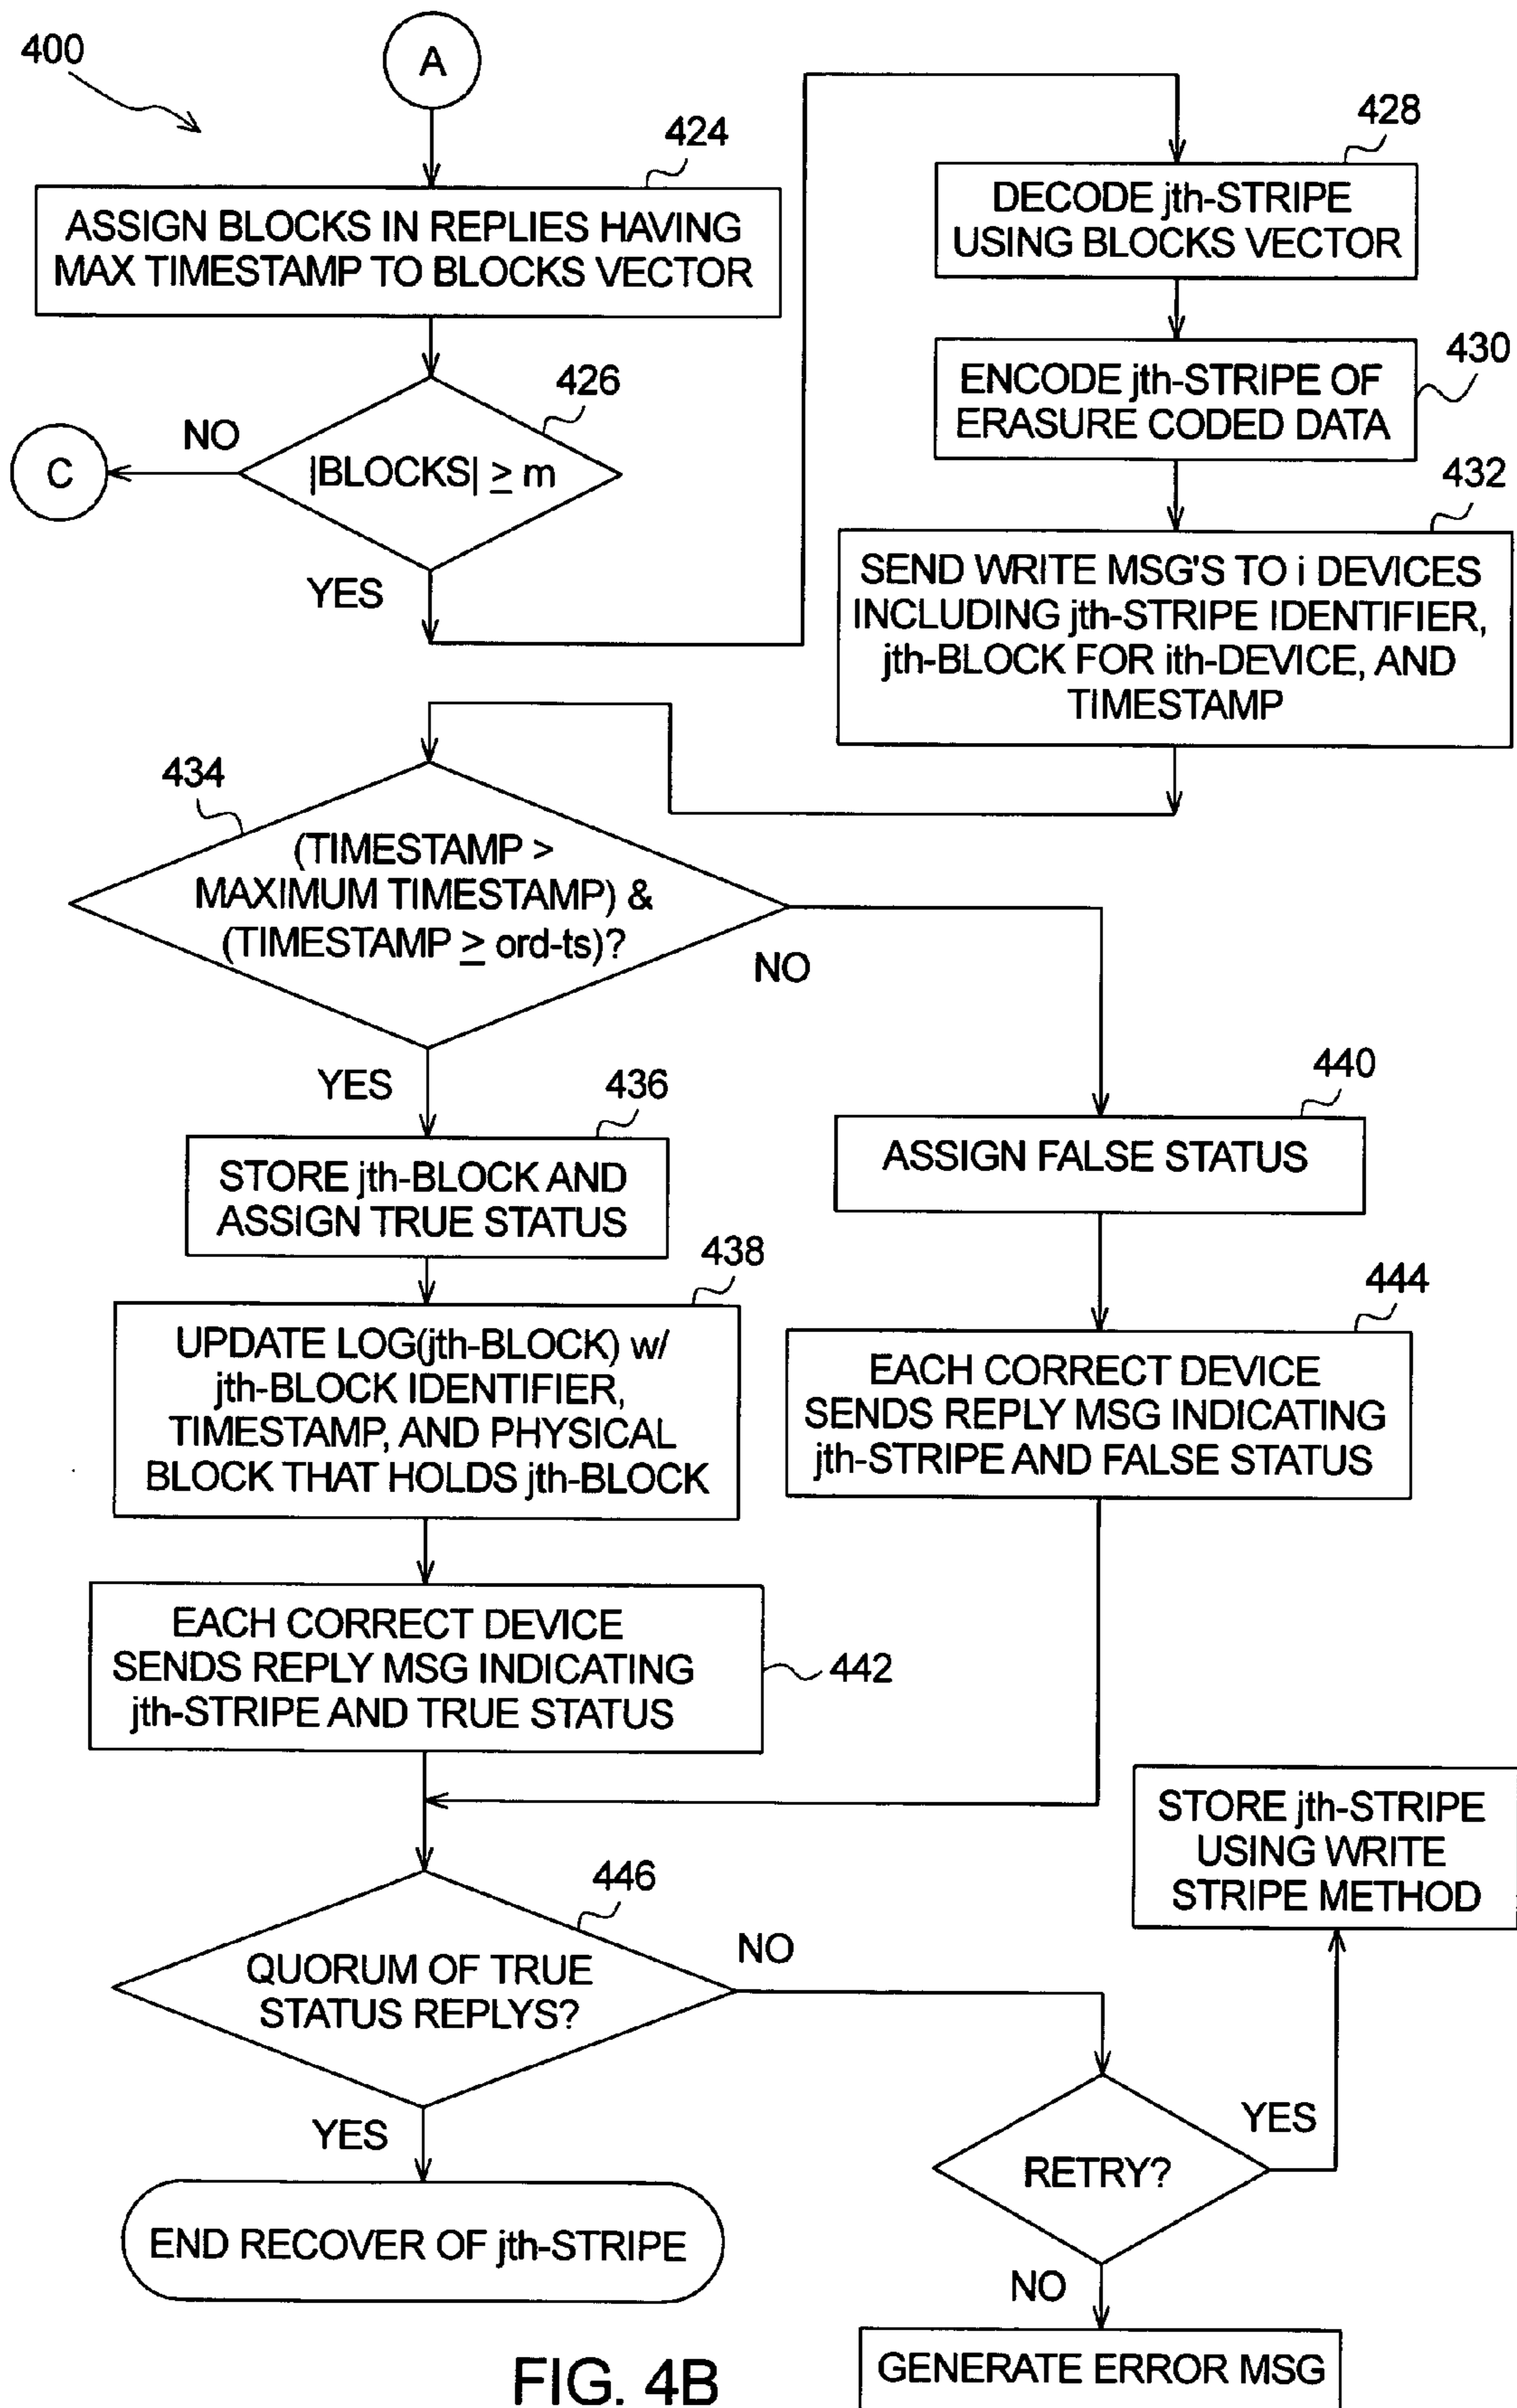 400
A
424
ASSIGN BLOCKS IN REPLIES HAVING
MAX TIMESTAMP TO BLOCKS VECTOR
426
NO
C
|BLOCKS| ≥ m
YES
428
DECODE jth-STRIPE
USING BLOCKS VECTOR
430
ENCODE jth-STRIPE OF
ERASURE CODED DATA
432
SEND WRITE MSG'S TO i DEVICES
INCLUDING jth-STRIPE IDENTIFIER,
jth-BLOCK FOR ith-DEVICE, AND
TIMESTAMP
434
(TIMESTAMP >
MAXIMUM TIMESTAMP) &
(TIMESTAMP ≥ ord-ts)?
NO
YES
436
STORE jth-BLOCK AND
ASSIGN TRUE STATUS
438
UPDATE LOG(jth-BLOCK) w/
jth-BLOCK IDENTIFIER,
TIMESTAMP, AND PHYSICAL
BLOCK THAT HOLDS jth-BLOCK
440
ASSIGN FALSE STATUS
444
EACH CORRECT DEVICE
SENDS REPLY MSG INDICATING
jth-STRIPE AND FALSE STATUS
EACH CORRECT DEVICE
SENDS REPLY MSG INDICATING
jth-STRIPE AND TRUE STATUS
442
446
QUORUM OF TRUE
STATUS REPLYS?
NO
YES
END RECOVER OF jth-STRIPE
STORE jth-STRIPE
USING WRITE
STRIPE METHOD
YES
RETRY?
NO
GENERATE ERROR MSG
FIG. 4B